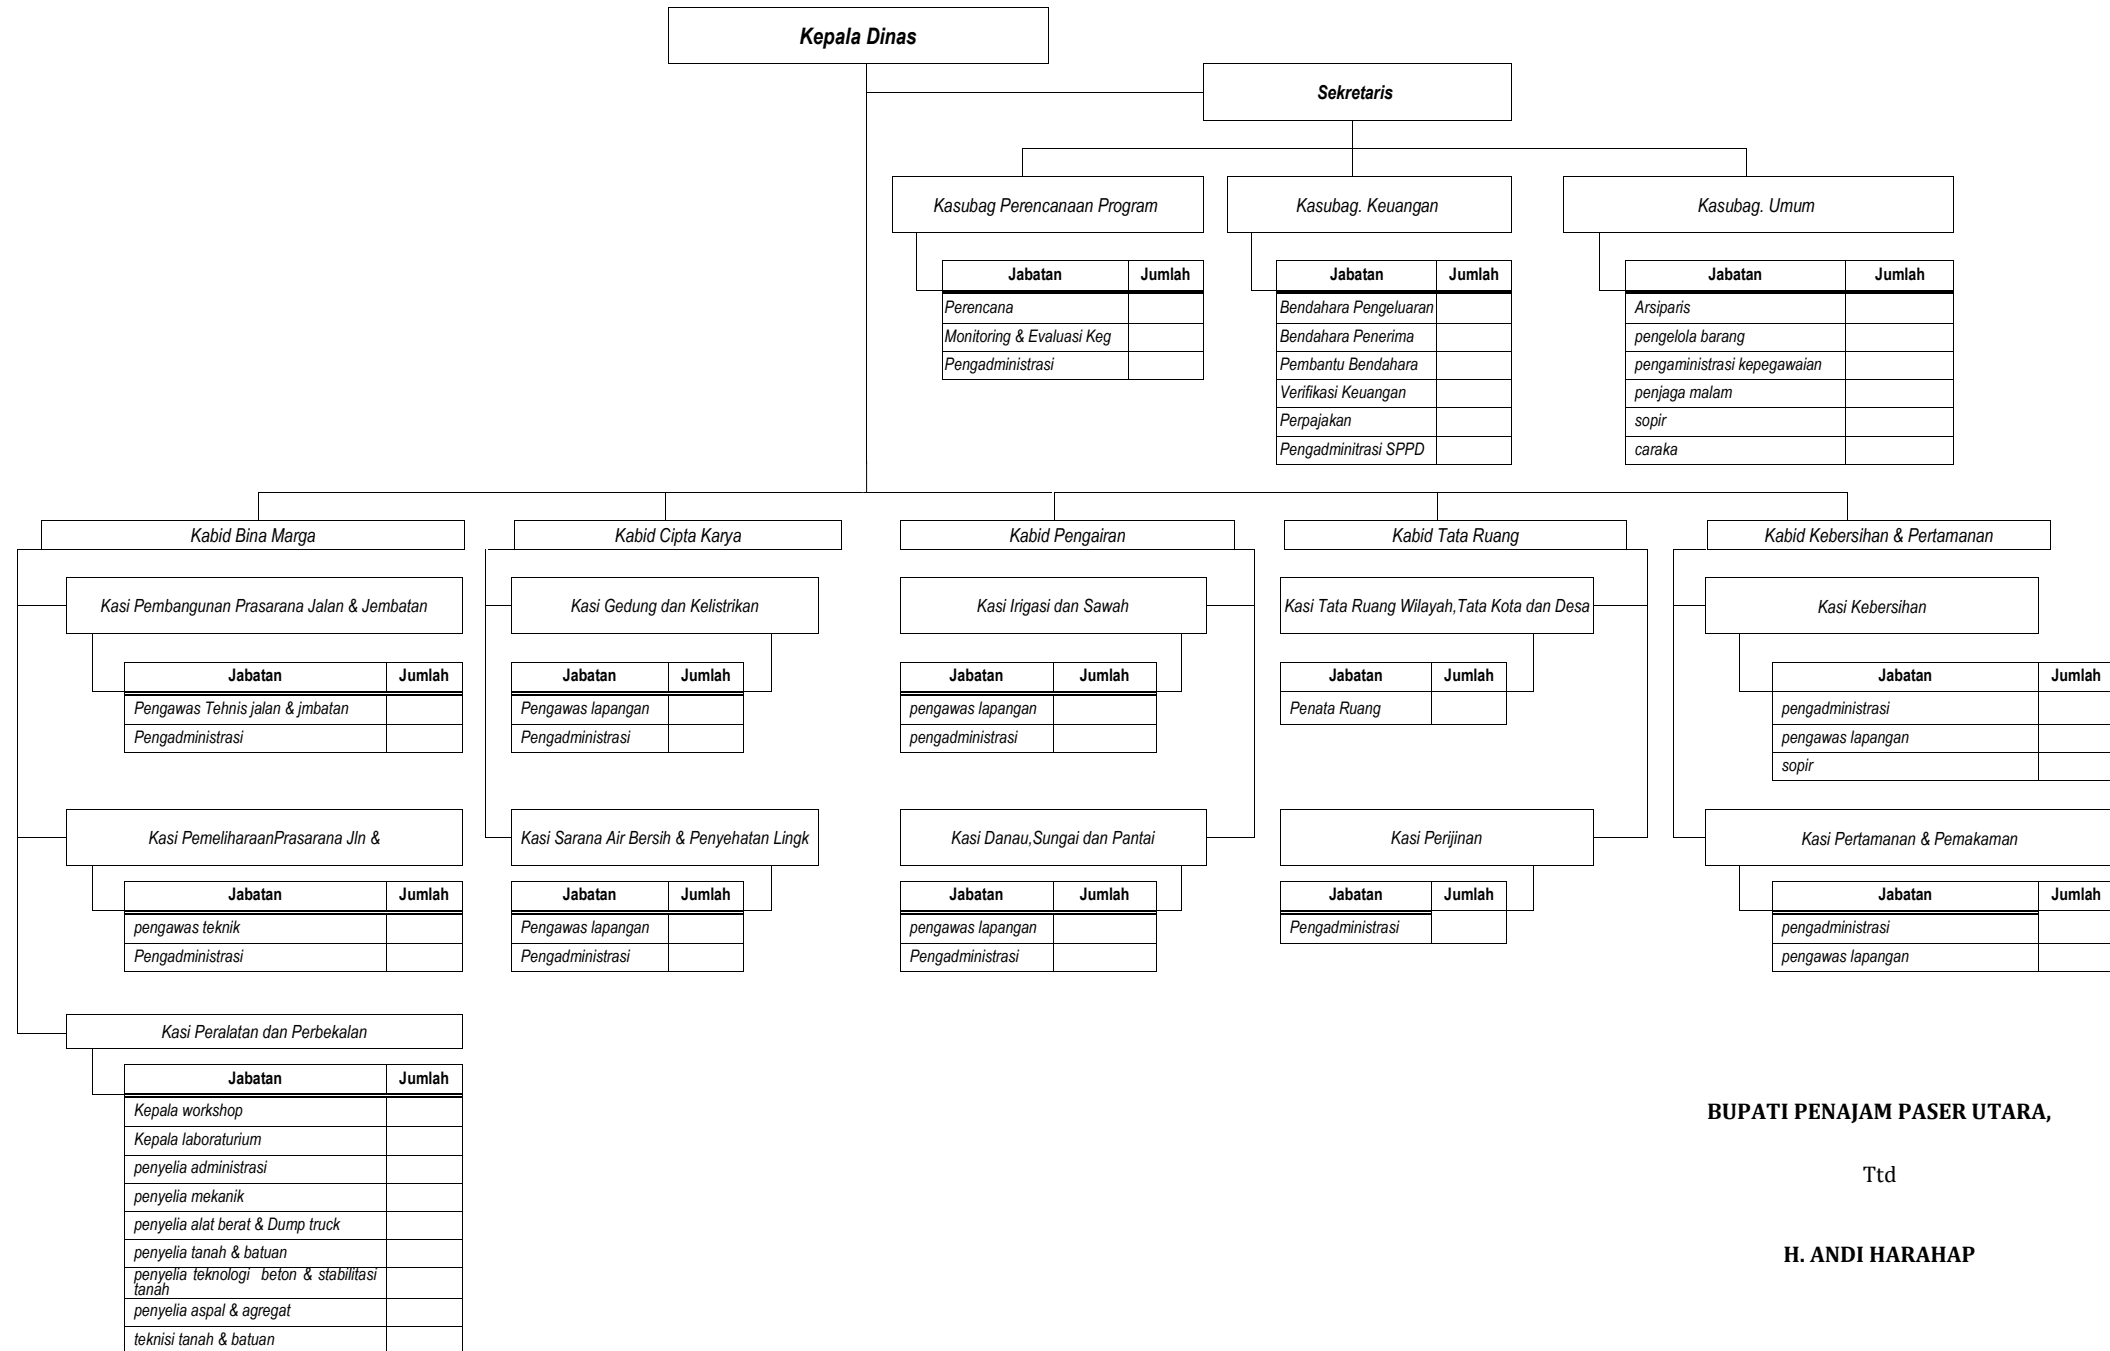 Kepala Dinas
Sekretaris
Kasubag Perencanaan Program
Jabatan Jumlah
Perencana
Monitoring & Evaluasi Keg
Pengadministrasi
Kasubag. Keuangan
Jabatan Jumlah
Bendahara Pengeluaran
Bendahara Penerima
Pembantu Bendahara
Verifikasi Keuangan
Perpajakan
Pengadminitrasi SPPD
Kasubag. Umum
Jabatan Jumlah
Arsiparis
pengelola barang
pengaministrasi kepegawaian
penjaga malam
sopir
caraka
Kabid Bina Marga
Kasi Pembangunan Prasarana Jalan & Jembatan
Jabatan Jumlah
Pengawas Tehnis jalan & jmbatan
Pengadministrasi
Kasi PemeliharaanPrasarana Jln &
Jabatan Jumlah
pengawas teknik
Pengadministrasi
Kasi Peralatan dan Perbekalan
Jabatan Jumlah
Kepala workshop
Kepala laboraturium
penyelia administrasi
penyelia mekanik
penyelia alat berat & Dump truck
penyelia tanah & batuan
penyelia teknologi beton & stabilitasi
tanah
penyelia aspal & agregat
teknisi tanah & batuan
Kabid Cipta Karya
Kasi Gedung dan Kelistrikan
Jabatan Jumlah
Pengawas lapangan
Pengadministrasi
Kasi Sarana Air Bersih & Penyehatan Lingk
Jabatan Jumlah
Pengawas lapangan
Pengadministrasi
Kabid Pengairan
Kasi Irigasi dan Sawah
Jabatan Jumlah
pengawas lapangan
pengadministrasi
Kasi Danau,Sungai dan Pantai
Jabatan Jumlah
pengawas lapangan
Pengadministrasi
Kabid Tata Ruang
Kasi Tata Ruang Wilayah,Tata Kota dan Desa
Jabatan Jumlah
Penata Ruang
Kasi Perijinan
Jabatan Jumlah
Pengadministrasi
Kabid Kebersihan & Pertamanan
Kasi Kebersihan
Jabatan Jumlah
pengadministrasi
pengawas lapangan
sopir
Kasi Pertamanan & Pemakaman
Jabatan Jumlah
pengadministrasi
pengawas lapangan
BUPATI PENAJAM PASER UTARA,
Ttd
H. ANDI HARAHAP